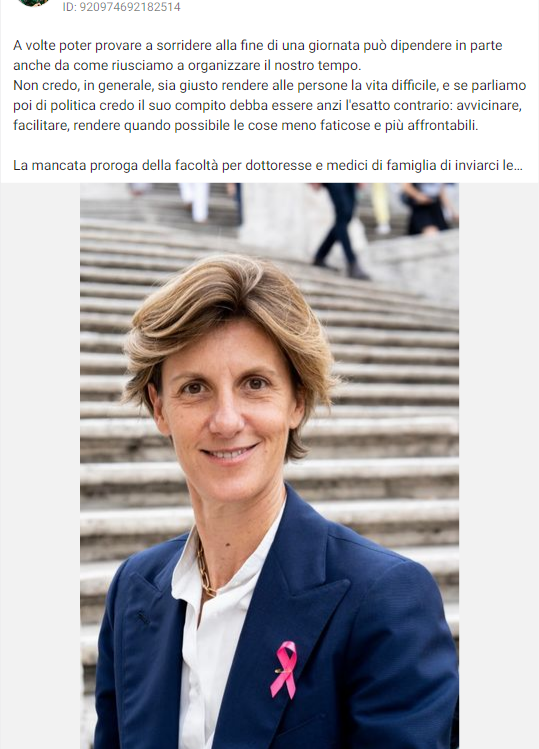 ID: 920974692182514
A volte poter provare a sorridere alla fine di una giornata può dipendere in parte
anche da come riusciamo a organizzare il nostro tempo.
Non credo, in generale, sia giusto rendere alle persone la vita difficile, e se parliamo
poi di politica credo il suo compito debba essere anzi l'esatto contrario: avvicinare,
facilitare, rendere quando possibile le cose meno faticose e più affrontabili.
La mancata proroga della facoltà per dottoresse e medici di famiglia di inviarci le…